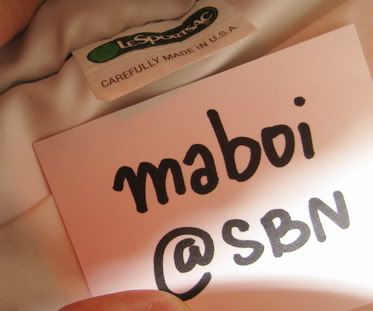 LESPORTSAC
CAREFULLY MADE IN U.S.A.
maboi
@SBN